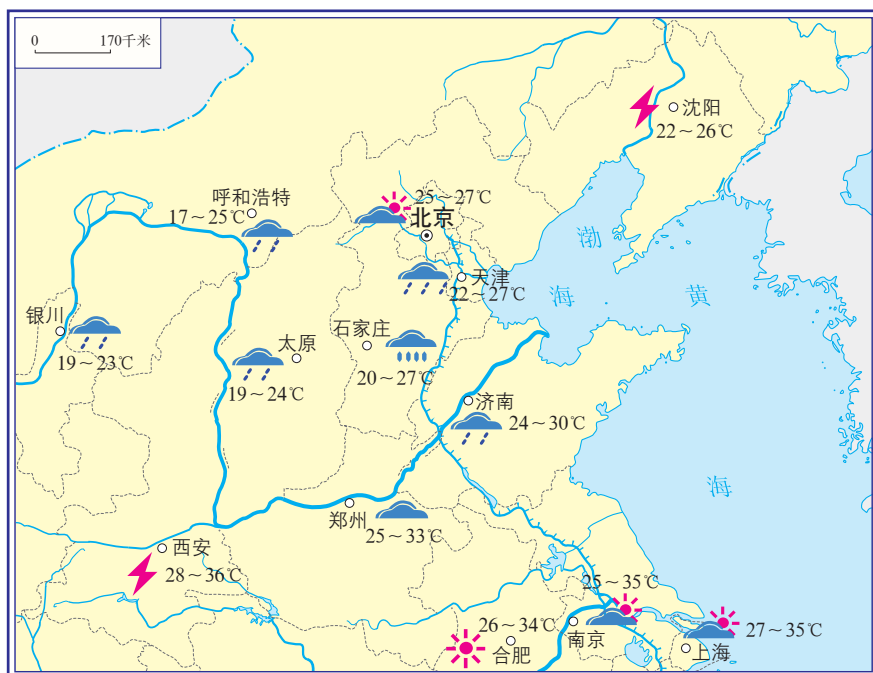 0 170千米
沈阳
22～26℃
呼和浩特
17～25℃
25～27℃
北京
天津
22～27℃
渤
海
黄
海
银川
19～23℃
太原
19～24℃
石家庄
20～27℃
济南
24～30℃
郑州
25～33℃
西安
28～36℃
25～35℃
南京
26～34℃
合肥
27～35℃
上海